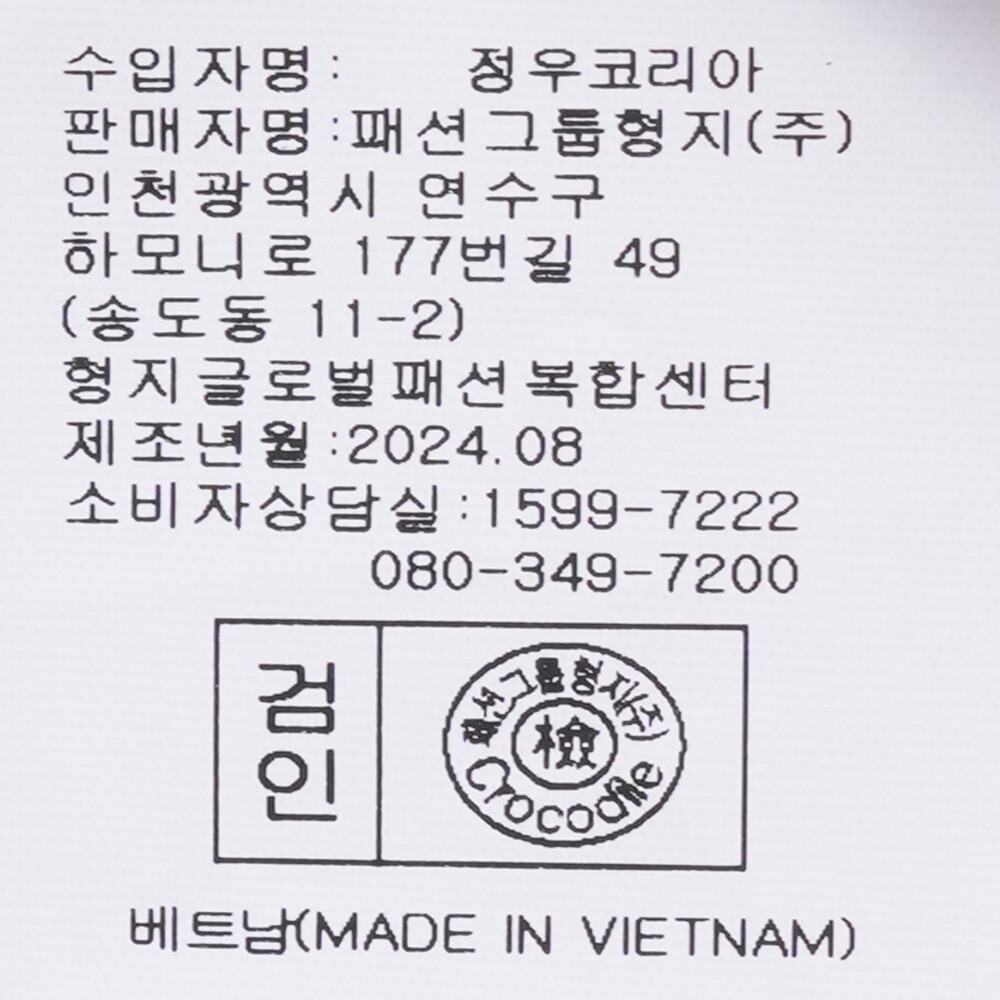 수입자명: 정우코리아
판매자명:패션그룹형지(주)
인천광역시 연수구
하모니로 177번길 49
(송도동 11-2)
형지글로벌패션복합센터
제조년월:2024.08
소비자상담실:1599-7222
080-349-7200
검인
패션그룹형지(주)
檢
Crocodile
베트남(MADE IN VIETNAM)